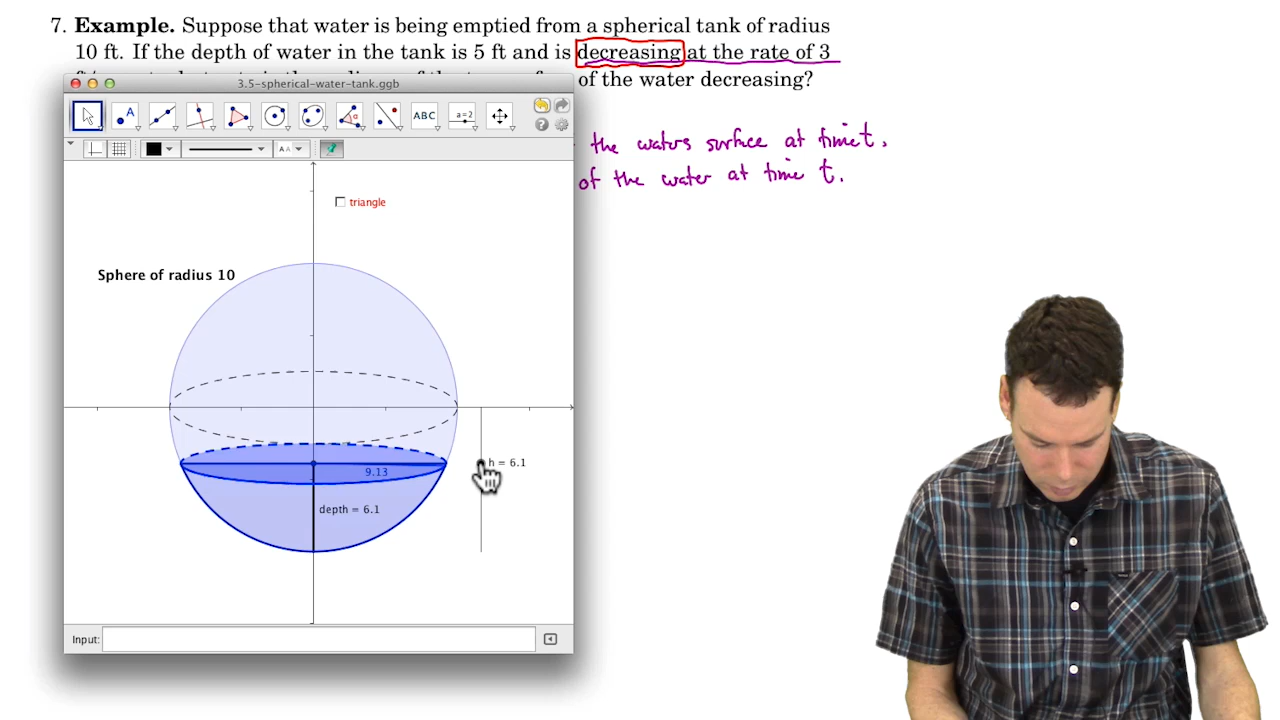 7. Example. Suppose that water is being emptied from a spherical tank of radius
10 ft. If the depth of water in the tank is 5 ft and is decreasing at the rate of 3
of the water decreasing?
3.5-spherical-water-tank.ggb
A
ABC
a=2
A A
the waters surface at time t.
of the water at time t.
triangle
Sphere of radius 10
9.13
h = 6.1
depth = 6.1
Input: